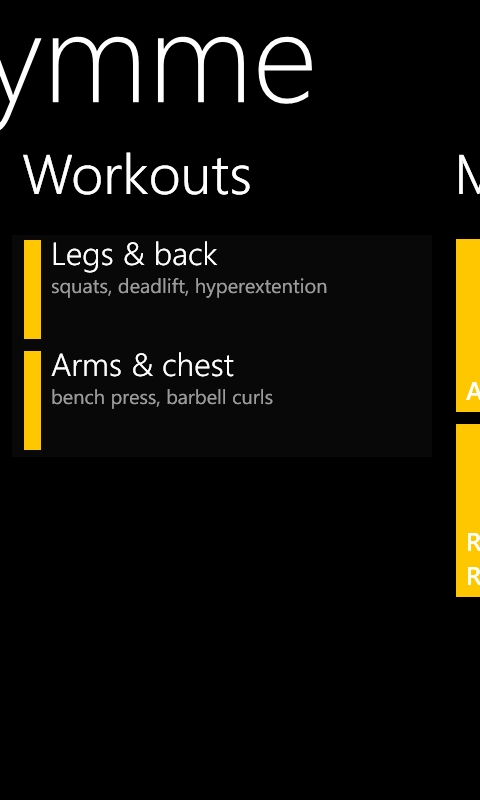 ymme
Workouts
M
Legs & back
squats, deadlift, hyperextention
Arms & chest
bench press, barbell curls
A
R
R